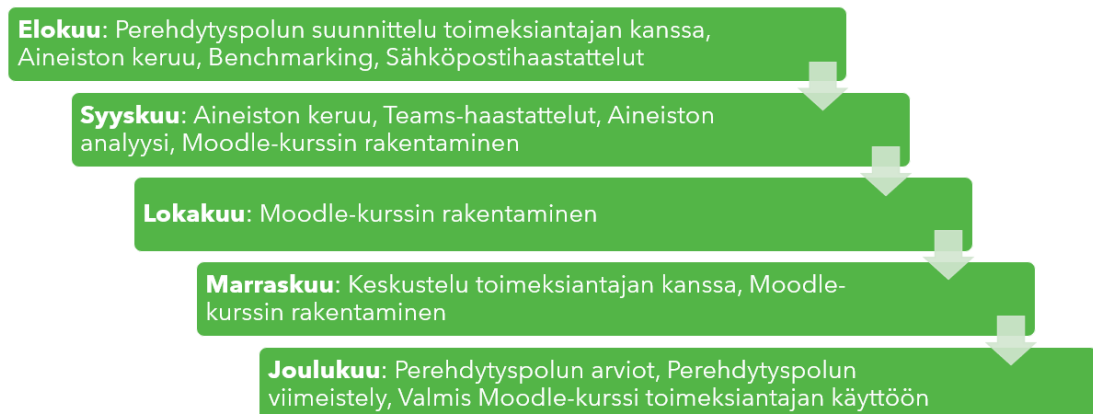 Elokuu: Perehdytyspolun suunnittelu toimeksiantajan kanssa,
Aineiston keruu, Benchmarking, Sähköpostihaastattelut
Syyskuu: Aineiston keruu, Teams-haastattelut, Aineiston
analyysi, Moodle-kurssin rakentaminen
Lokakuu: Moodle-kurssin rakentaminen
Marraskuu: Keskustelu toimeksiantajan kanssa, Moodle-
kurssin rakentaminen
Joulukuu: Perehdytyspolun arviot, Perehdytyspolun
viimeistely, Valmis Moodle-kurssi toimeksiantajan käyttöön